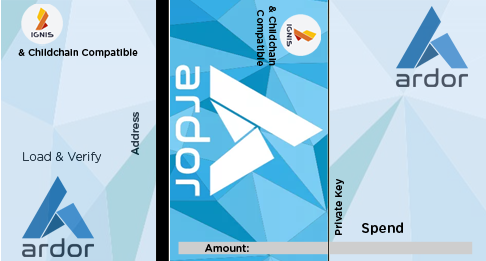 IGNIS
& Childchain Compatible
Address
Load & Verify
ardor
& Childchain
Compatible
IGNIS
ardor
Amount:
ardor
Private Key
Spend